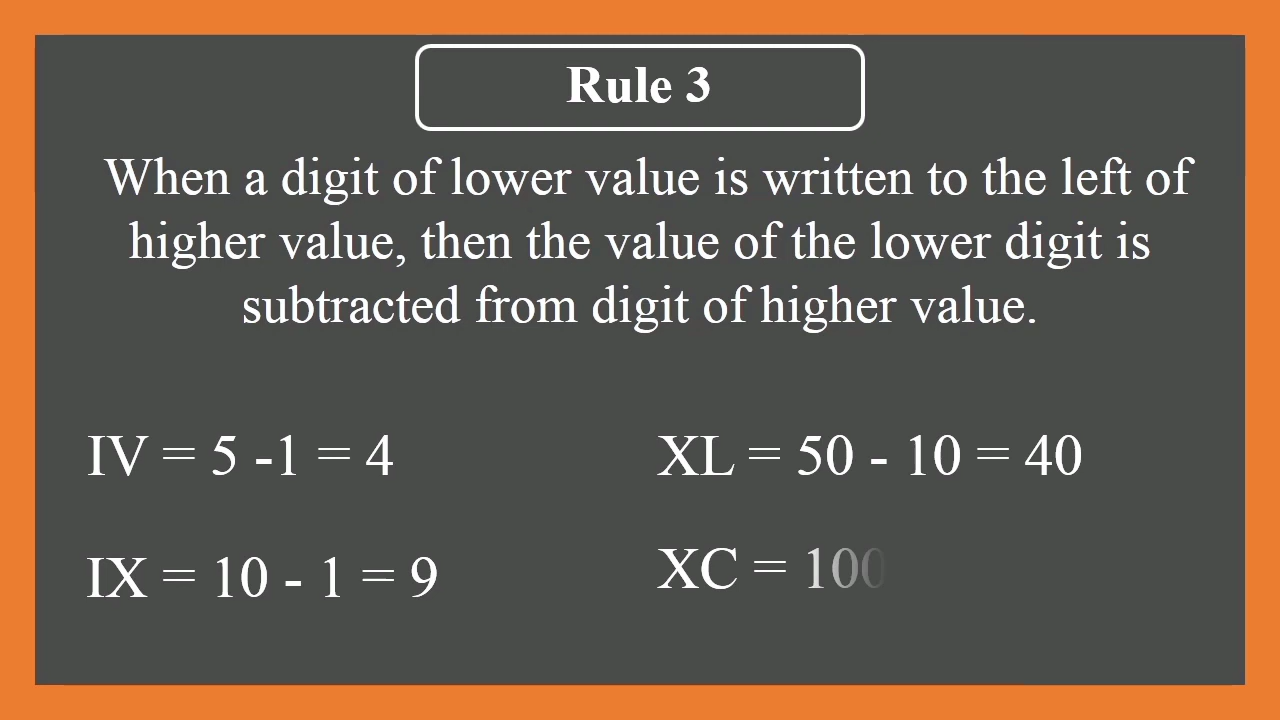 Rule 3
When a digit of lower value is written to the left of
higher value, then the value of the lower digit is
subtracted from digit of higher value.
IV = 5 -1 = 4
XL = 50 - 10 = 40
IX = 10 - 1 = 9
XC = 100